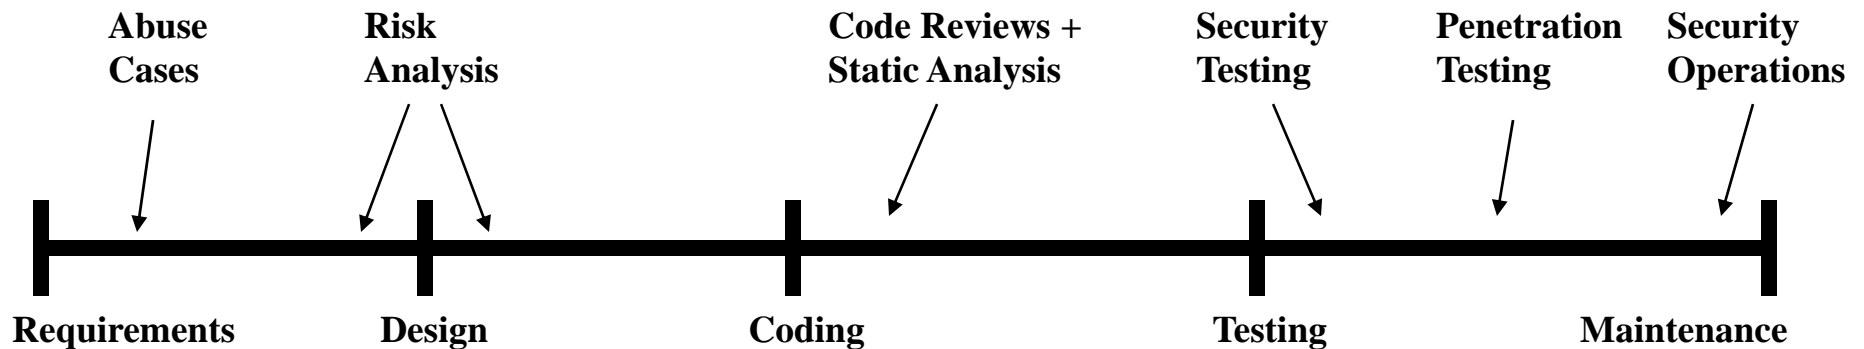 Abuse
Cases
Risk
Analysis
Code Reviews +
Static Analysis
Security
Testing
Penetration
Testing
Security
Operations
Requirements
Design
Coding
Testing
Maintenance